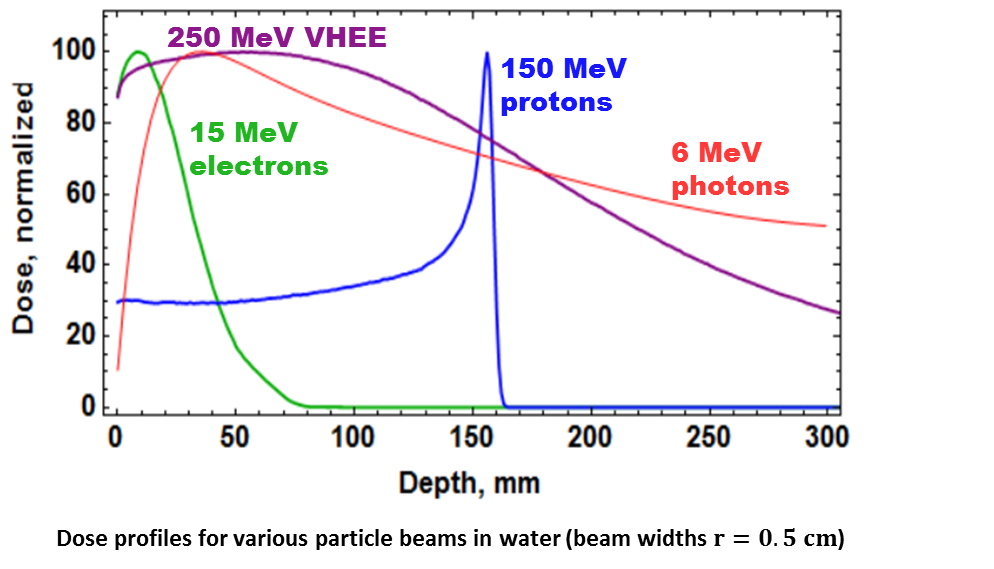 250 MeV VHEE
150 MeV
protons
15 MeV
electrons
6 MeV
photons
Dose, normalized
100
80
60
40
20
0
0 50 100 150 200 250 300
Depth, mm
Dose profiles for various particle beams in water (beam widths r = 0.5 cm)